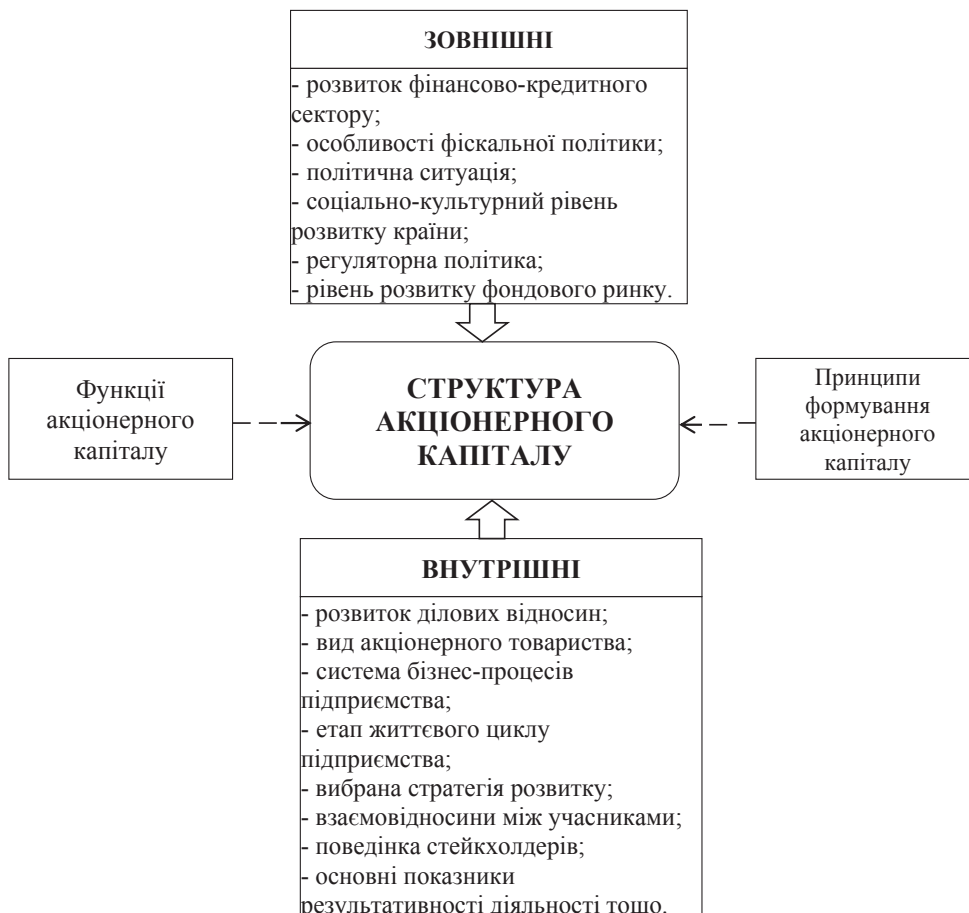 ЗОВНІШНІ
- розвиток фінансово-кредитного
сектору;
- особливості фіскальної політики;
- політична ситуація;
- соціально-культурний рівень
розвитку країни;
- регуляторна політика;
- рівень розвитку фондового ринку.
Функції
акціонерного
капіталу
СТРУКТУРА
АКЦІОНЕРНОГО
КАПІТАЛУ
Принципи
формування
акціонерного
капіталу
ВНУТРІШНІ
- розвиток ділових відносин;
- вид акціонерного товариства;
- система бізнес-процесів
підприємства;
- етап життєвого циклу
підприємства;
- вибрана стратегія розвитку;
- взаємовідносини між учасниками;
- поведінка стейкхолдерів;
- основні показники
результативності діяльності тощо.